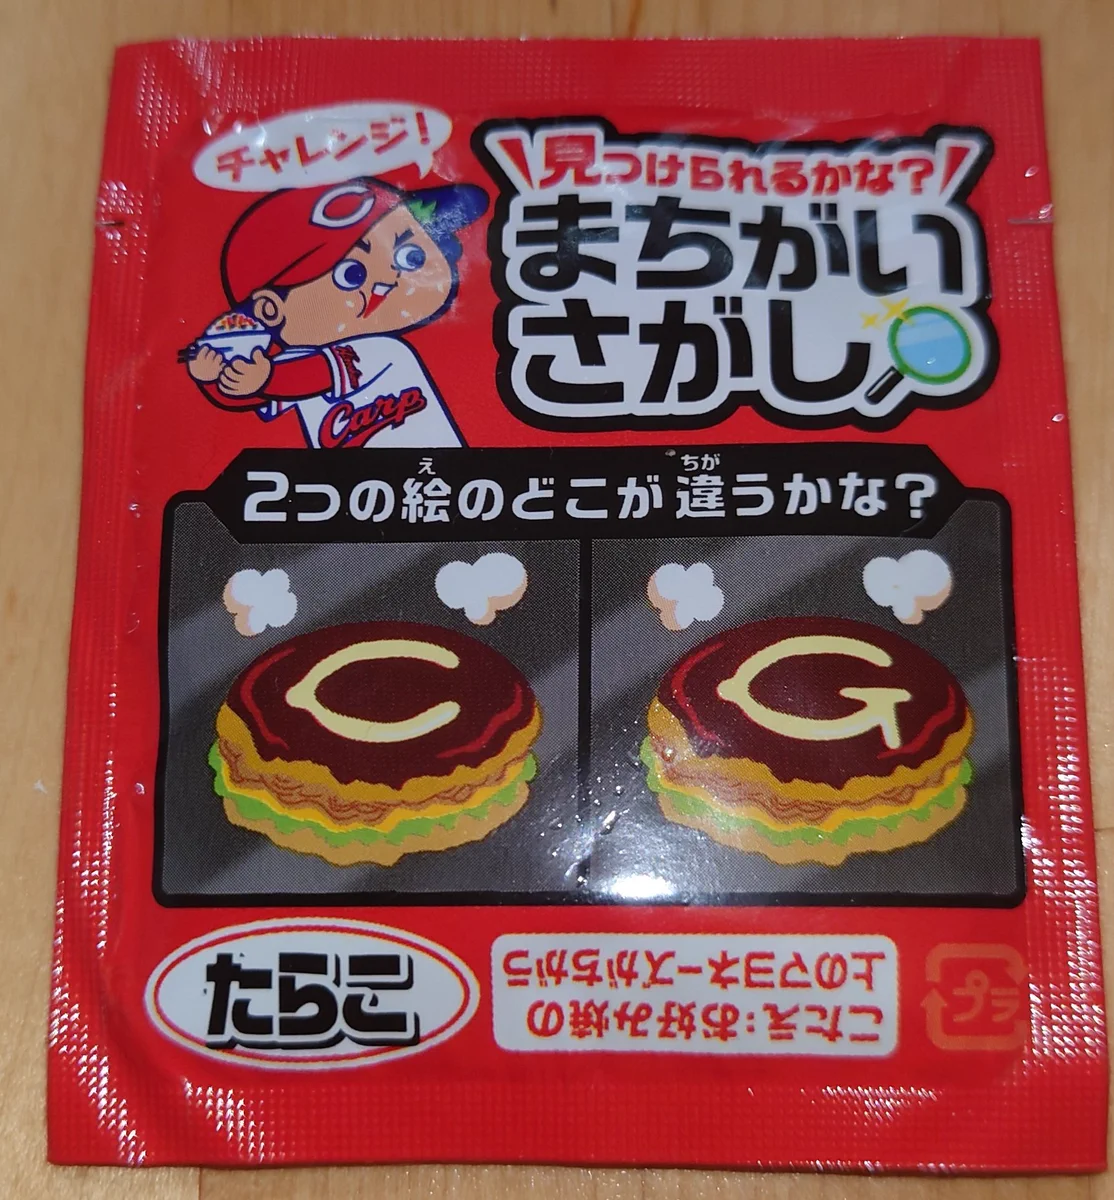 チャレンジ！
見つけられるかな？
まちがい
さがし
C
Carp
え ちが
2つの絵のどこが違うかな？
C
G
たらこ
こたえ：お好み焼の
上のマヨネーズがちがう
プラ